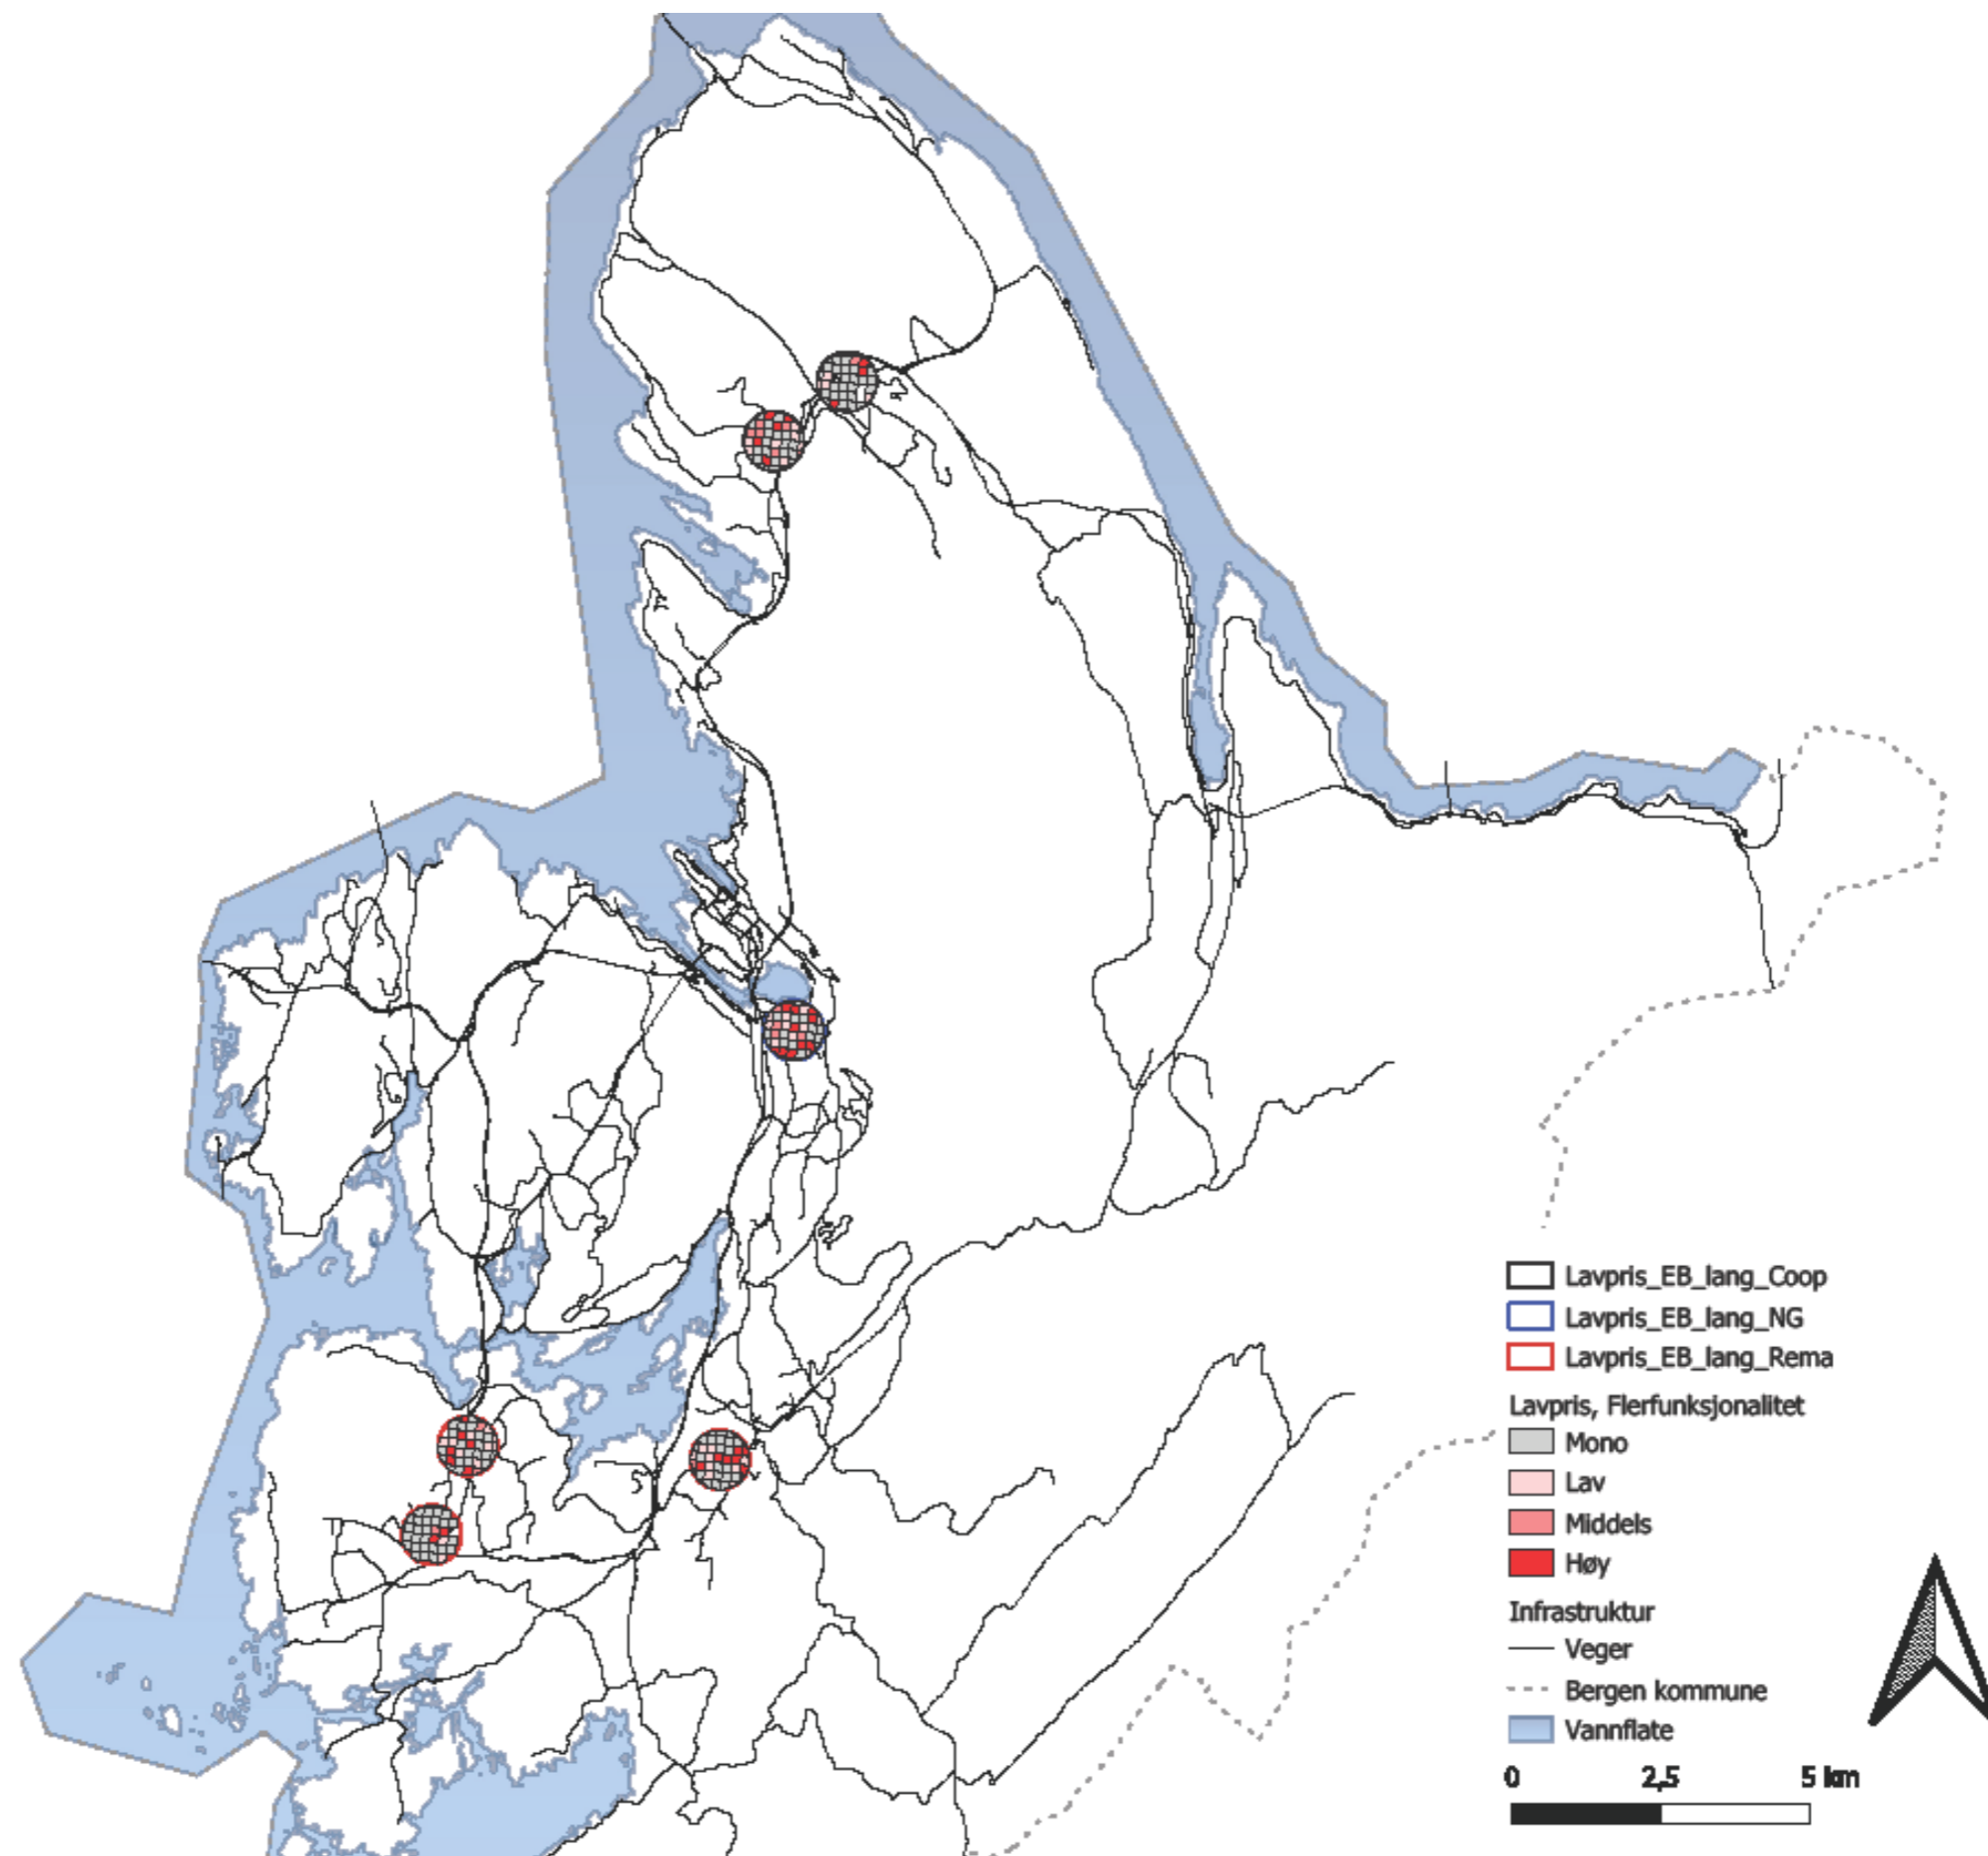 Lavpris_EB_lang_Coop
Lavpris_EB_lang_NG
Lavpris_EB_lang_Rema
Lavpris, Flerfunksjonalitet
Mono
Lav
Middels
Høy
Infrastruktur
Veger
Bergen kommune
Vannflate
0 2,5 5 km